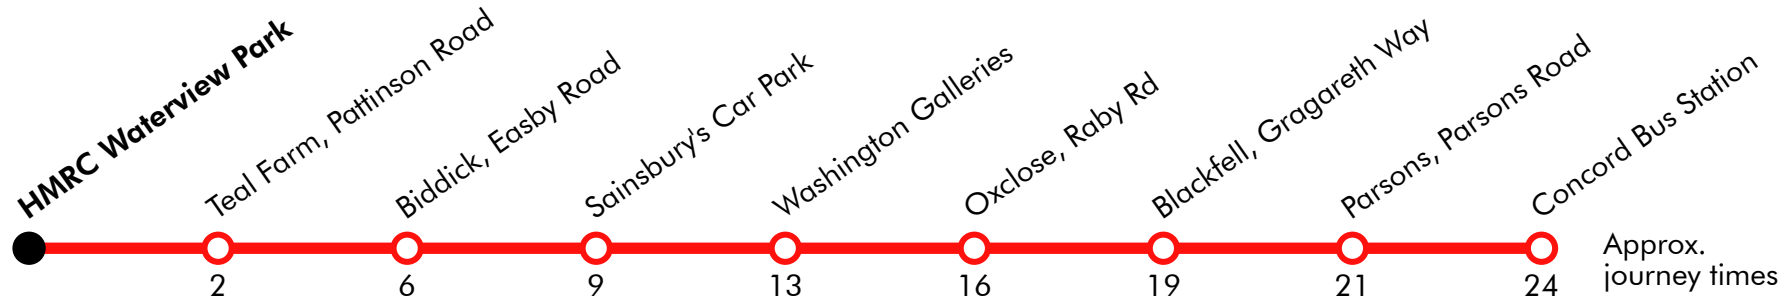 HMRC Waterview Park
Teal Farm, Pattinson Road
Biddick, Easby Road
Sainsbury's Car Park
Washington Galleries
Oxclose, Raby Rd
Blackfell, Gragareth Way
Parsons, Parsons Road
Concord Bus Station
2 6 9 13 16 19 21 24
Approx.
journey times